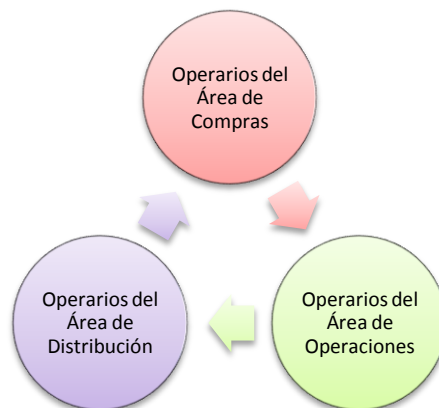 Operarios del
Área de
Compras
Operarios del
Área de
Operaciones
Operarios del
Área de
Distribución